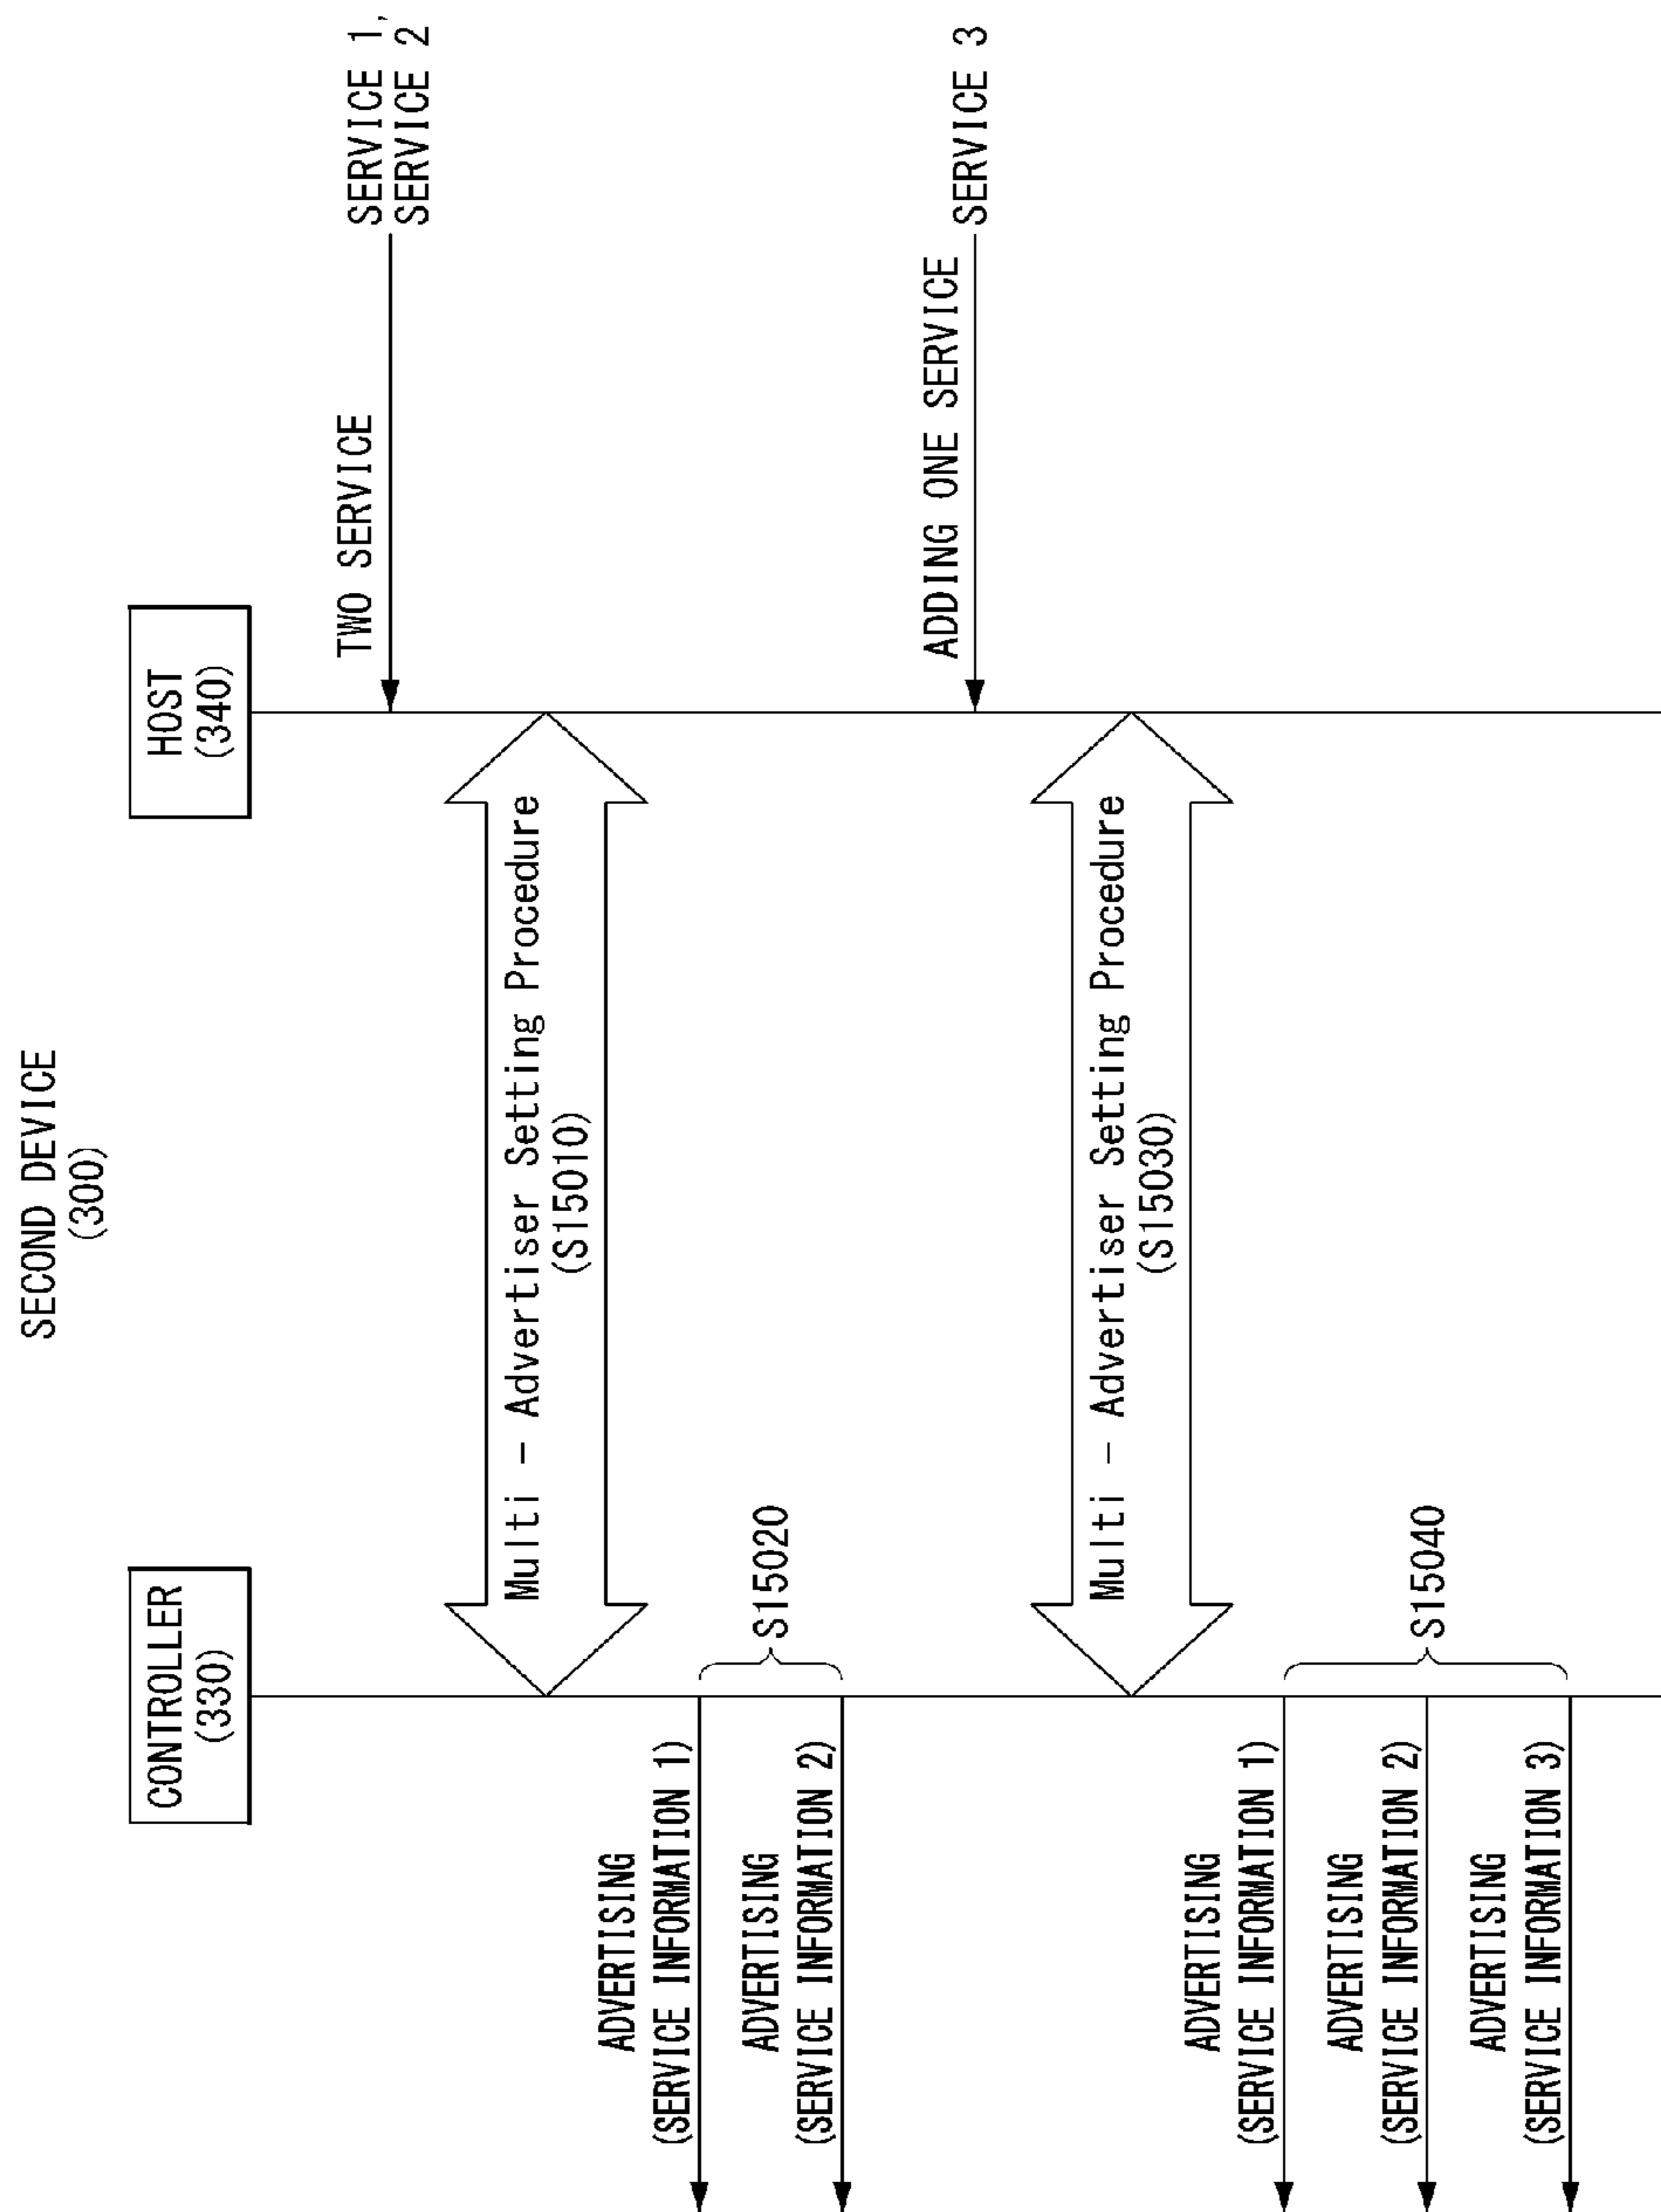 SECOND DEVICE
(300)
CONTROLLER
(330)
HOST
(340)
TWO SERVICE
SERVICE 1,
SERVICE 2
Multi - Advertiser Setting Procedure
(S15010)
ADVERTISING
(SERVICE INFORMATION 1)
S15020
ADVERTISING
(SERVICE INFORMATION 2)
ADDING ONE SERVICE
SERVICE 3
Multi - Advertiser Setting Procedure
(S15030)
ADVERTISING
(SERVICE INFORMATION 1)
ADVERTISING
(SERVICE INFORMATION 2)
S15040
ADVERTISING
(SERVICE INFORMATION 3)